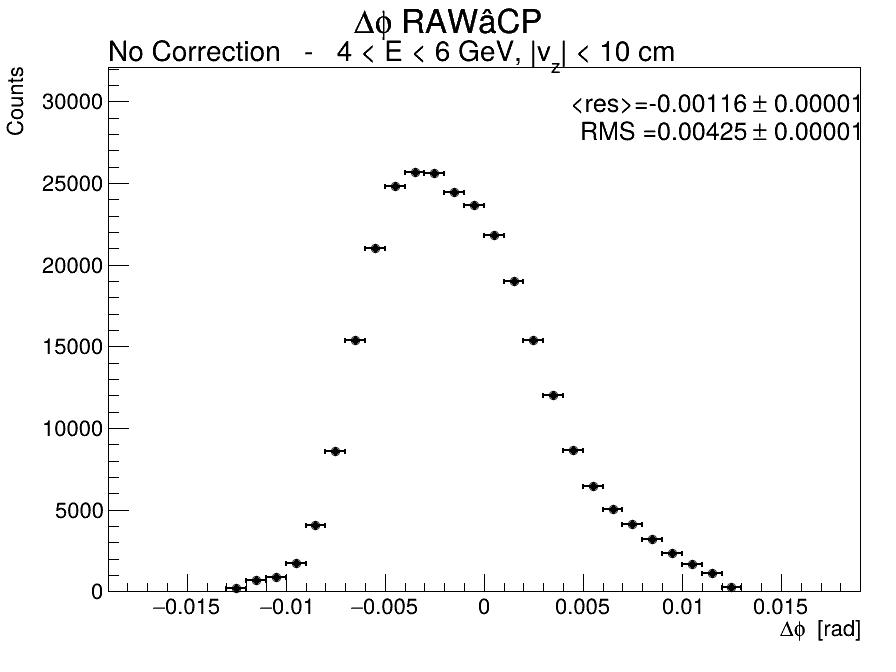 Δϕ RAWâCP
No Correction - 4 < E < 6 GeV, |v_z| < 10 cm
Counts
<res>=-0.00116 ± 0.00001
RMS =0.00425 ± 0.00001
30000
25000
20000
15000
10000
5000
0
−0.015 −0.01 −0.005 0 0.005 0.01 0.015
Δϕ [rad]